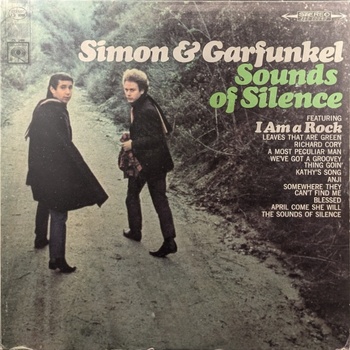 Simon & Garfunkel
Sounds
of Silence
FEATURING
I Am a Rock
LEAVES THAT ARE GREEN
RICHARD CORY
A MOST PECULIAR MAN
WE'VE GOT A GROOVEY
THING GOIN'
KATHY'S SONG
ANJI
SOMEWHERE THEY
CAN'T FIND ME
BLESSED
APRIL COME SHE WILL
THE SOUNDS OF SILENCE